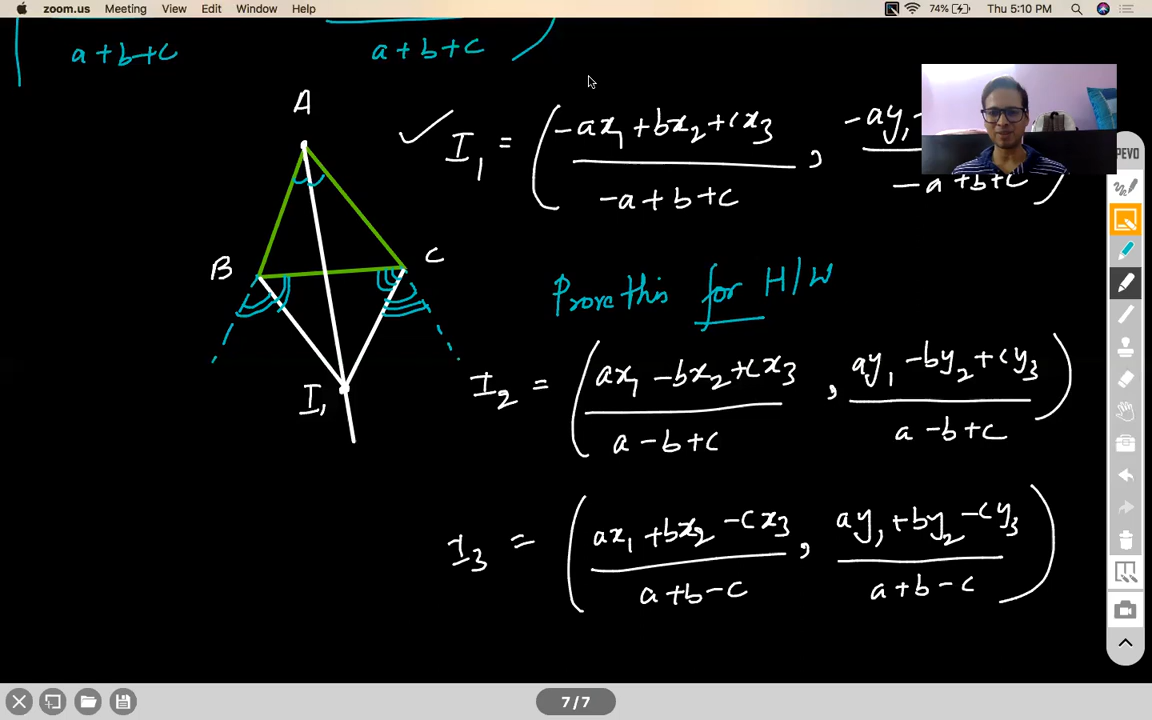 zoom.us Meeting View Edit Window Help 74% Thu 5:10 PM
a+b+c a+b+c
A
I1 = ( -ax1+bx2+cx3 / -a+b+c , -ay1 / -a+b+c )
PEVO
B C
Prove this for H/W
I2 = ( ax1-bx2+cx3 / a-b+c , ay1-by2+cy3 / a-b+c )
I1
I3 = ( ax1+bx2-cx3 / a+b-c , ay1+by2-cy3 / a+b-c )
7/7